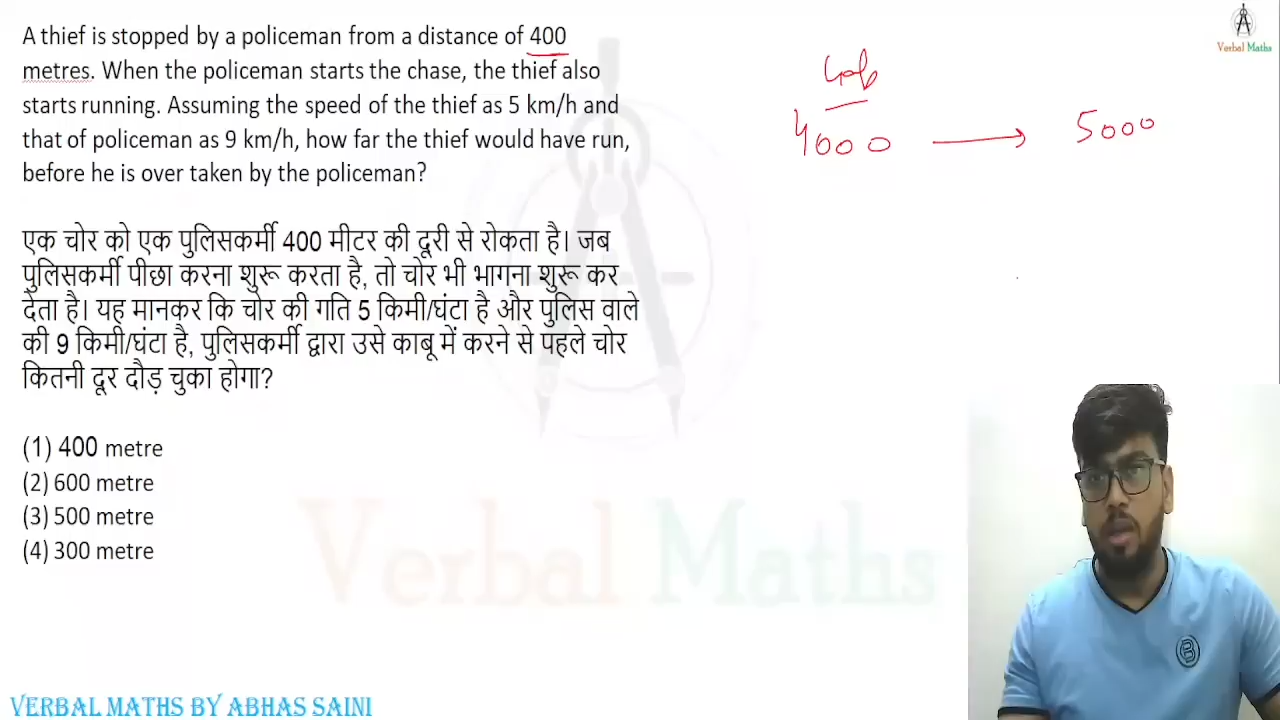 A thief is stopped by a policeman from a distance of 400
metres. When the policeman starts the chase, the thief also
starts running. Assuming the speed of the thief as 5 km/h and
that of policeman as 9 km/h, how far the thief would have run,
before he is over taken by the policeman?
एक चोर को एक पुलिसकर्मी 400 मीटर की दूरी से रोकता है। जब
पुलिसकर्मी पीछा करना शुरू करता है, तो चोर भी भागना शुरू कर
देता है। यह मानकर कि चोर की गति 5 किमी/घंटा है और पुलिस वाले
की 9 किमी/घंटा है, पुलिसकर्मी द्वारा उसे काबू में करने से पहले चोर
कितनी दूर दौड़ चुका होगा?
(1) 400 metre
(2) 600 metre
(3) 500 metre
(4) 300 metre
4000 → 5000
Verbal Maths
Verbal Maths
VERBAL MATHS BY ABHAS SAINI